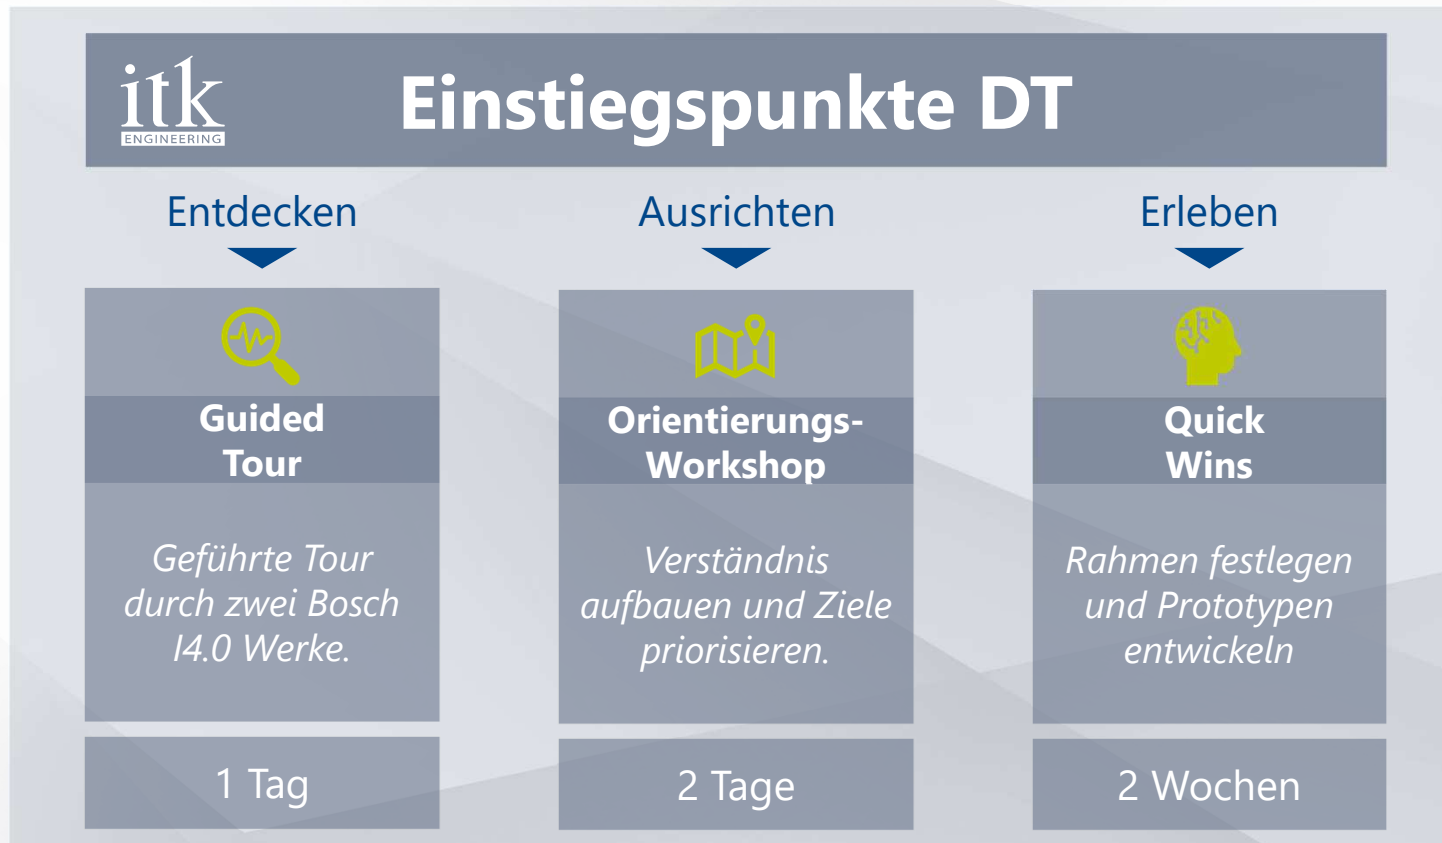 itk
ENGINEERING
Einstiegspunkte DT
Entdecken
Guided
Tour
Geführte Tour
durch zwei Bosch
I4.0 Werke.
1 Tag
Ausrichten
Orientierungs-
Workshop
Verständnis
aufbauen und Ziele
priorisieren.
2 Tage
Erleben
Quick
Wins
Rahmen festlegen
und Prototypen
entwickeln
2 Wochen